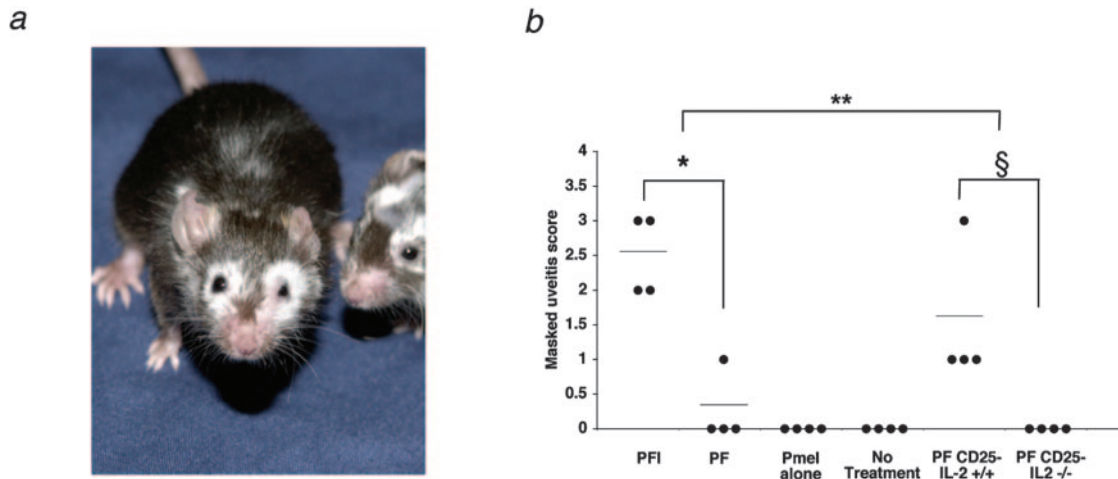 a
b
**
*
§
Masked uveitis score
4
3.5
3
2.5
2
1.5
1
0.5
0
PFI
PF
Pmel
alone
No
Treatment
PF CD25-
IL-2 +/+
PF CD25-
IL2 -/-